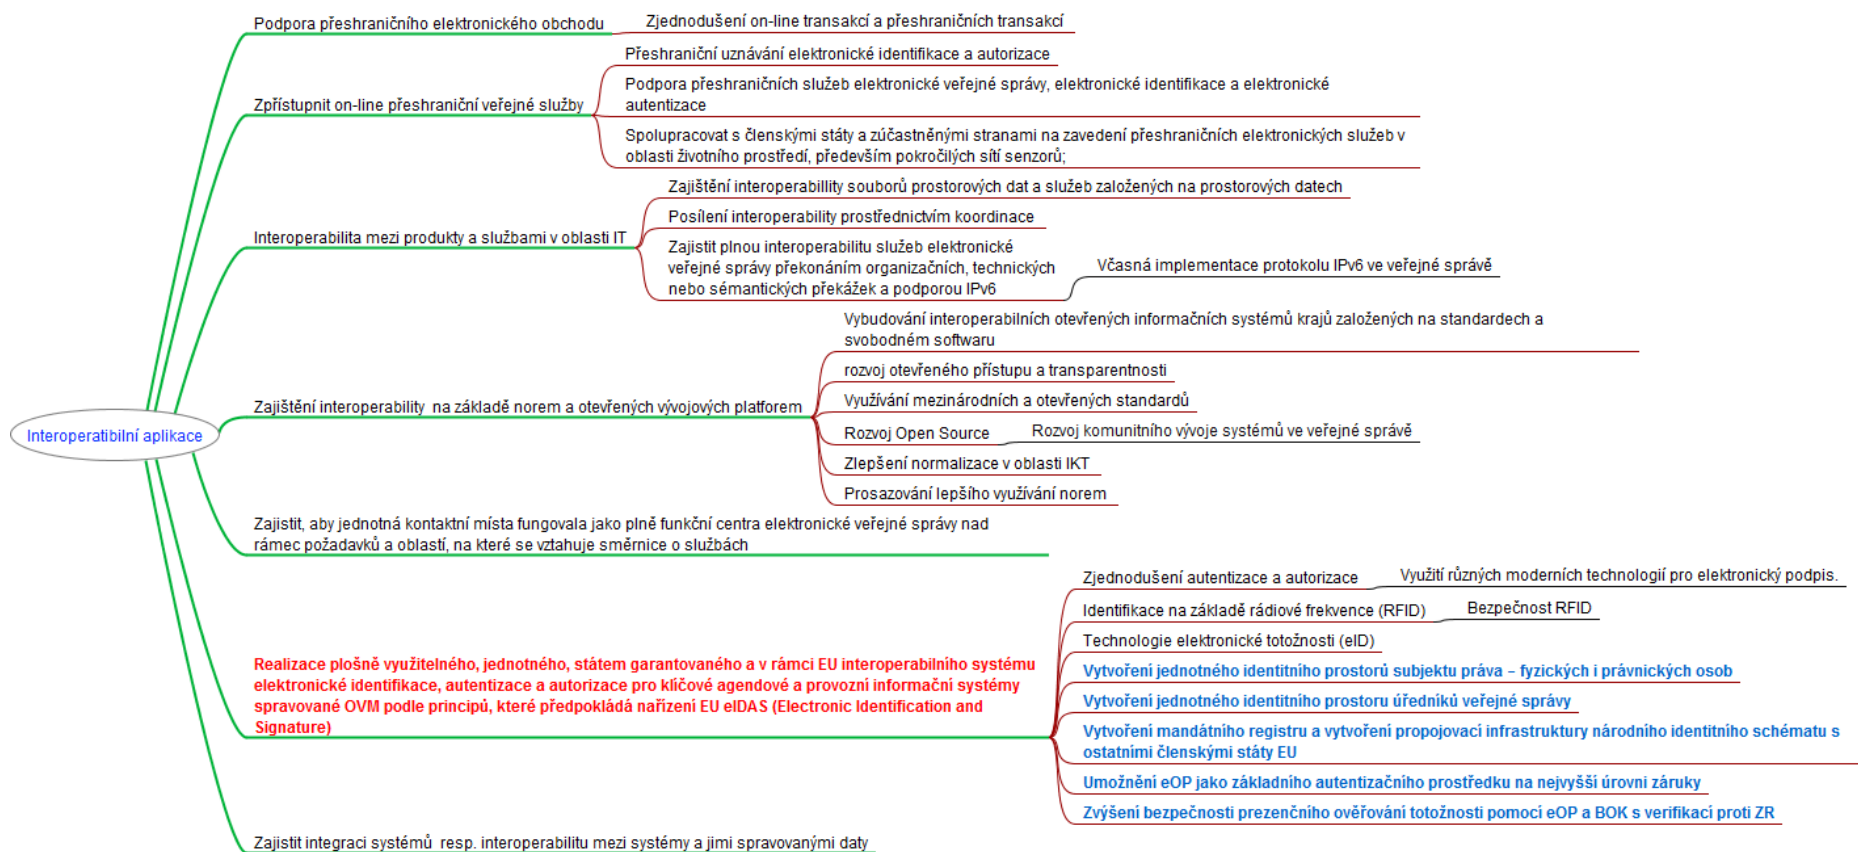 Podpora přeshraničního elektronického obchodu
Zjednodušení on-line transakcí a přeshraničních transakcí
Zpřístupnit on-line přeshraniční veřejné služby
Přeshraniční uznávání elektronické identifikace a autorizace
Podpora přeshraničních služeb elektronické veřejné správy, elektronické identifikace a elektronické
autentizace
Spolupracovat s členskými státy a zúčastněnými stranami na zavedení přeshraničních elektronických služeb v
oblasti životního prostředí, především pokročilých sítí senzorů;
Interoperabilita mezi produkty a službami v oblasti IT
Zajištění interoperabillity souborů prostorových dat a služeb založených na prostorových datech
Posílení interoperability prostřednictvím koordinace
Zajistit plnou interoperabilitu služeb elektronické
veřejné správy překonáním organizačních, technických
nebo sémantických překážek a podporou IPv6
Včasná implementace protokolu IPv6 ve veřejné správě
Interoperatibilní aplikace
Zajištění interoperability na základě norem a otevřených vývojových platforem
Vybudování interoperabilních otevřených informačních systémů krajů založených na standardech a
svobodném softwaru
rozvoj otevřeného přístupu a transparentnosti
Využívání mezinárodních a otevřených standardů
Rozvoj Open Source
Rozvoj komunitního vývoje systémů ve veřejné správě
Zlepšení normalizace v oblasti IKT
Prosazování lepšího využívání norem
Zajistit, aby jednotná kontaktní místa fungovala jako plně funkční centra elektronické veřejné správy nad
rámec požadavků a oblastí, na které se vztahuje směrnice o službách
Realizace plošně využitelného, jednotného, státem garantovaného a v rámci EU interoperabilního systému
elektronické identifikace, autentizace a autorizace pro klíčové agendové a provozní informační systémy
spravované OVM podle principů, které předpokládá nařízení EU eIDAS (Electronic Identification and
Signature)
Zjednodušení autentizace a autorizace
Využití různých moderních technologií pro elektronický podpis.
Identifikace na základě rádiové frekvence (RFID)
Bezpečnost RFID
Technologie elektronické totožnosti (eID)
Vytvoření jednotného identitního prostorů subjektu práva – fyzických i právnických osob
Vytvoření jednotného identitního prostoru úředníků veřejné správy
Vytvoření mandátního registru a vytvoření propojovací infrastruktury národního identitního schématu s
ostatními členskými státy EU
Umožnění eOP jako základního autentizačního prostředku na nejvyšší úrovni záruky
Zvýšení bezpečnosti prezenčního ověřování totožnosti pomocí eOP a BOK s verifikací proti ZR
Zajistit integraci systémů resp. interoperabilitu mezi systémy a jimi spravovanými daty